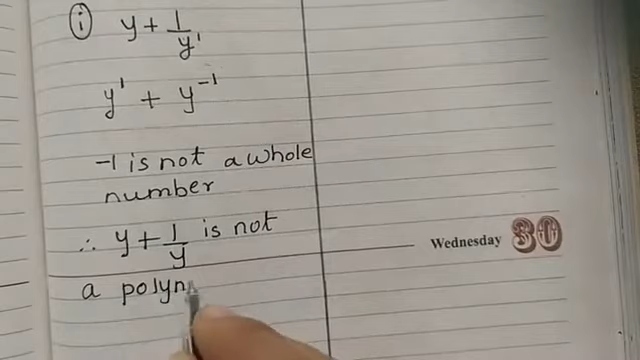 i y + 1/y¹
y¹ + y⁻¹
-1 is not a whole
number
∴ y + 1/y is not
Wednesday 30
a polyn